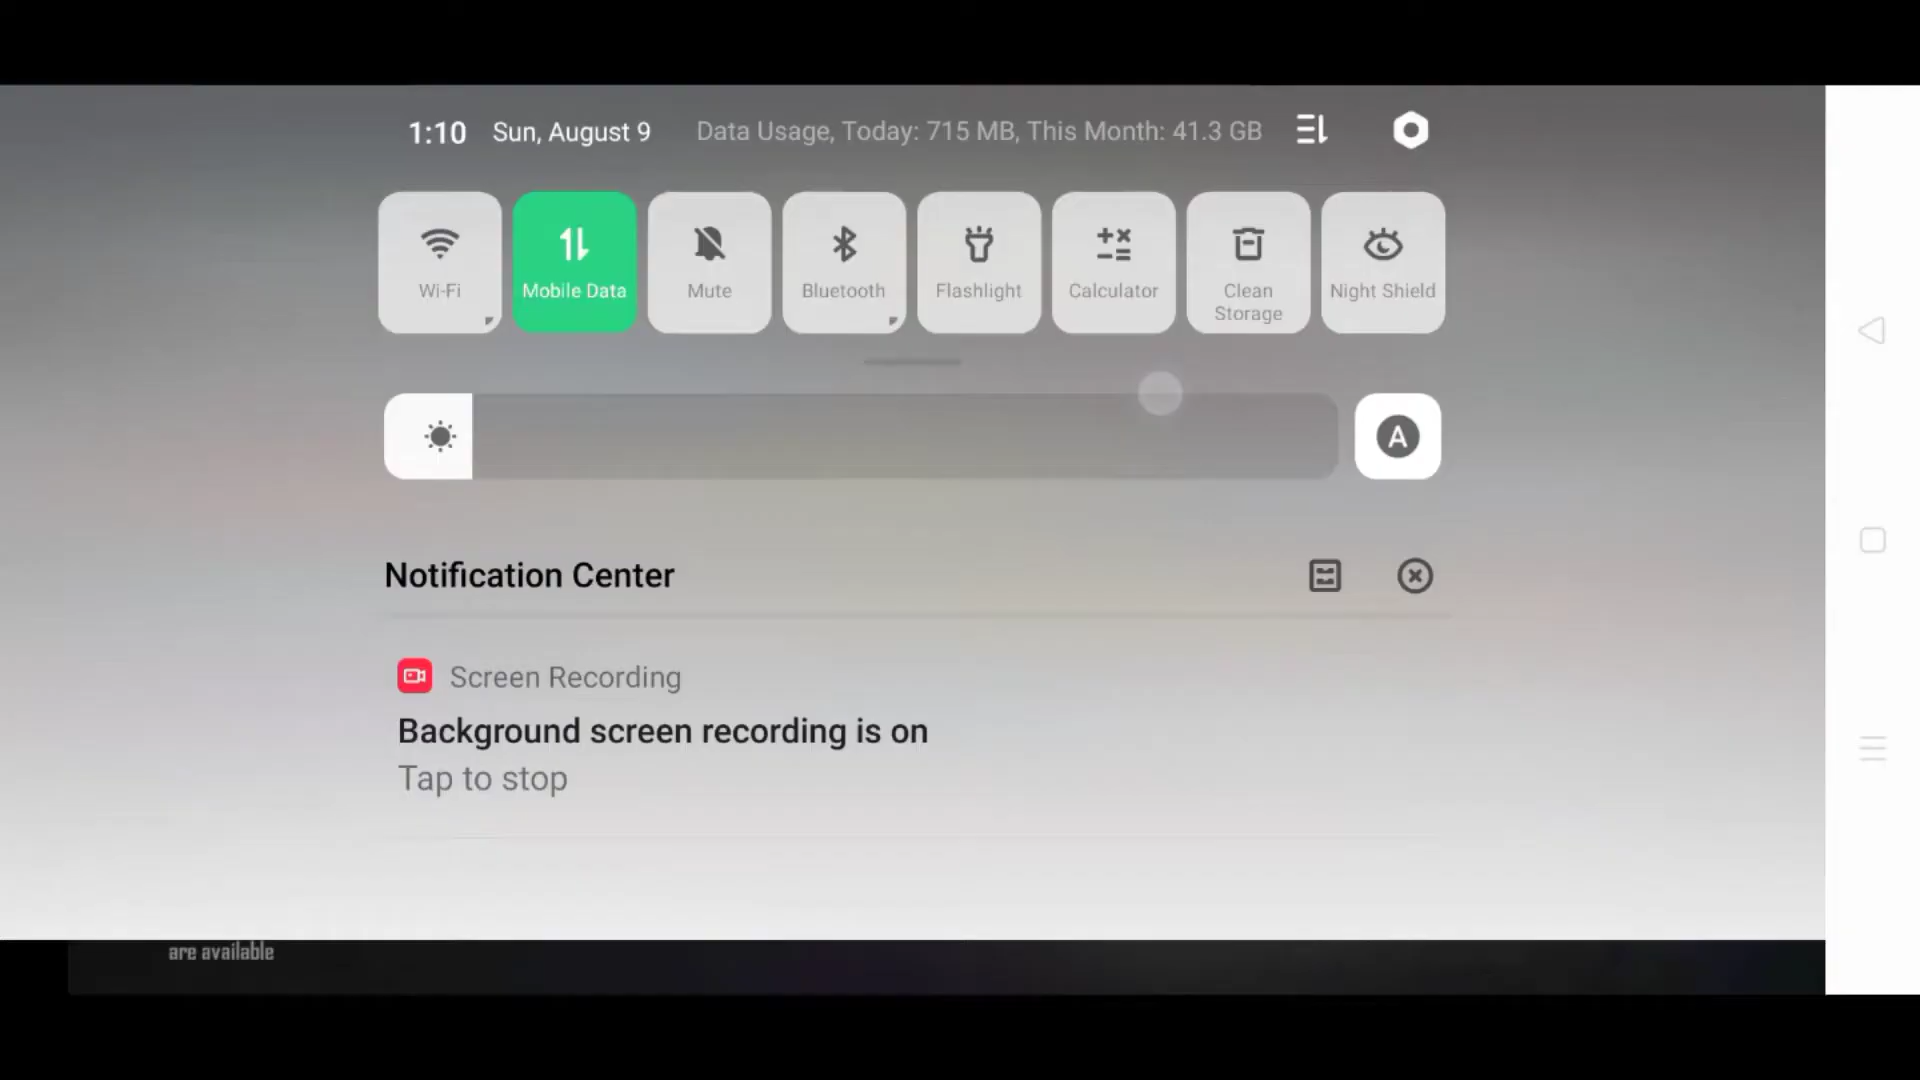 1:10 Sun, August 9 Data Usage, Today: 715 MB, This Month: 41.3 GB
Wi-Fi
Mobile Data
Mute
Bluetooth
Flashlight
Calculator
Clean
Storage
Night Shield
A
Notification Center
Screen Recording
Background screen recording is on
Tap to stop
are available